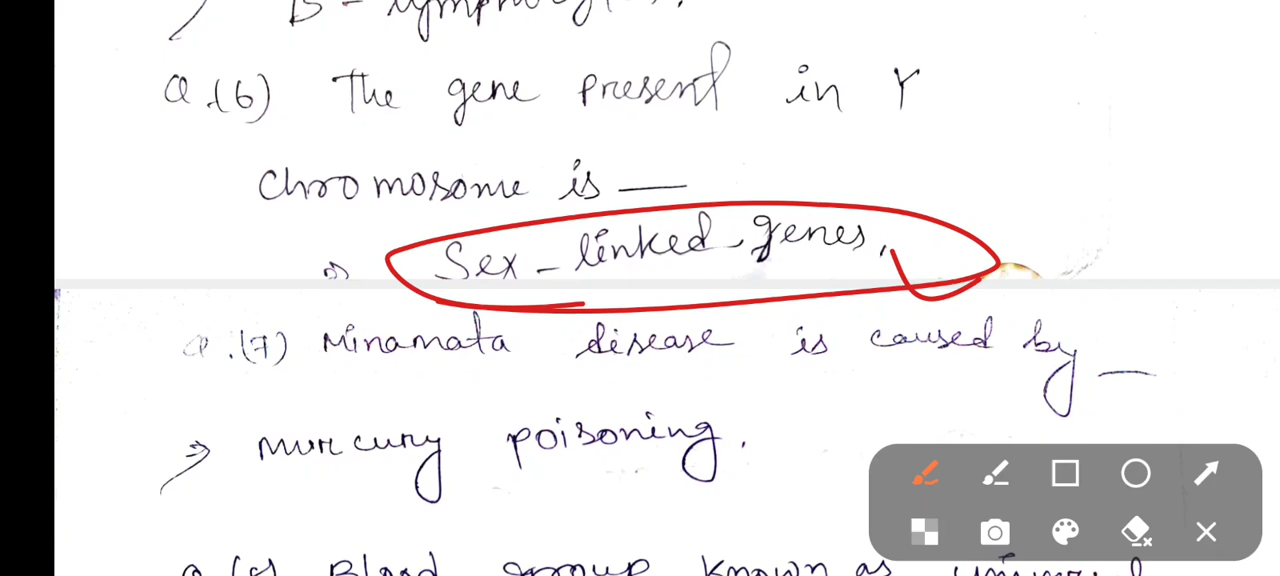 B - lymphocytes.
Q.(6) The gene present in Y
chromosome is —
⇒ Sex-linked genes,
Q.(7) Minamata disease is caused by —
⇒ Murcury poisoning.
Blood group known as